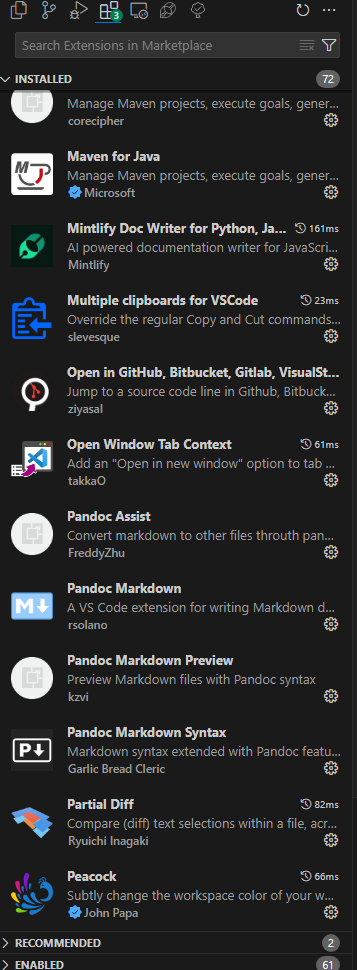 3
Search Extensions in Marketplace
INSTALLED 72
Manage Maven projects, execute goals, gener...
corecipher
Maven for Java
Manage Maven projects, execute goals, gener...
Microsoft
Mintlify Doc Writer for Python, Ja... 161ms
AI powered documentation writer for JavaScri...
Mintlify
Multiple clipboards for VSCode 23ms
Override the regular Copy and Cut commands...
slevesque
Open in GitHub, Bitbucket, Gitlab, VisualSt...
Jump to a source code line in Github, Bitbuck...
ziyasal
Open Window Tab Context 61ms
Add an "Open in new window" option to tab ...
takkaO
Pandoc Assist
Convert markdown to other files throuth pan...
FreddyZhu
Pandoc Markdown
A VS Code extension for writing Markdown d...
rsolano
Pandoc Markdown Preview
Preview Markdown files with Pandoc syntax
kzvi
Pandoc Markdown Syntax
Markdown syntax extended with Pandoc featu...
Garlic Bread Cleric
Partial Diff 82ms
Compare (diff) text selections within a file, acr...
Ryuichi Inagaki
Peacock 66ms
Subtly change the workspace color of your w...
John Papa
RECOMMENDED 2
ENABLED 61